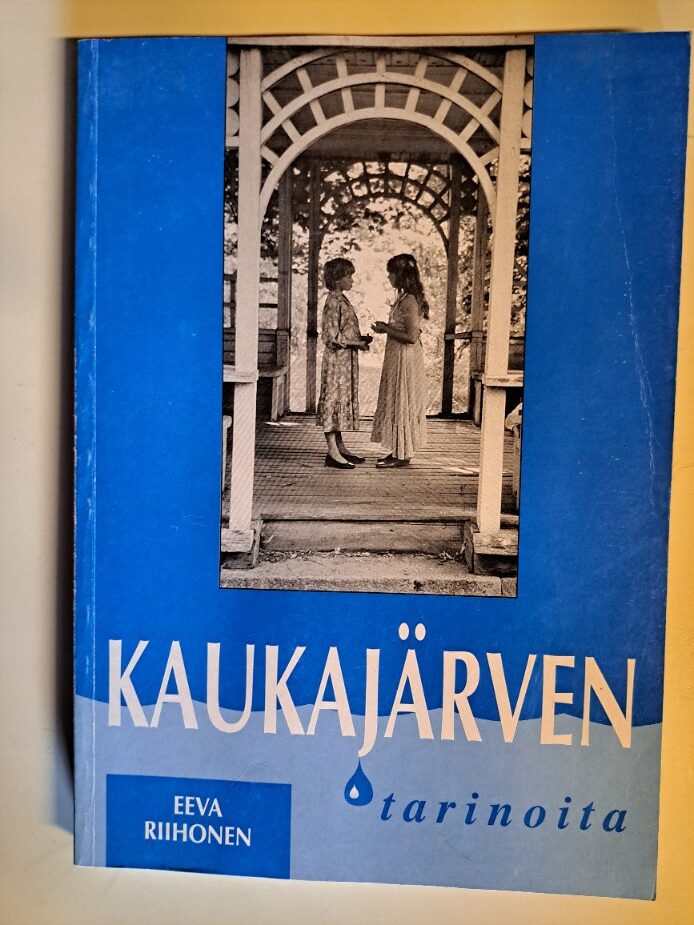 KAUKAJÄRVEN
tarinoita
EEVA
RIIHONEN